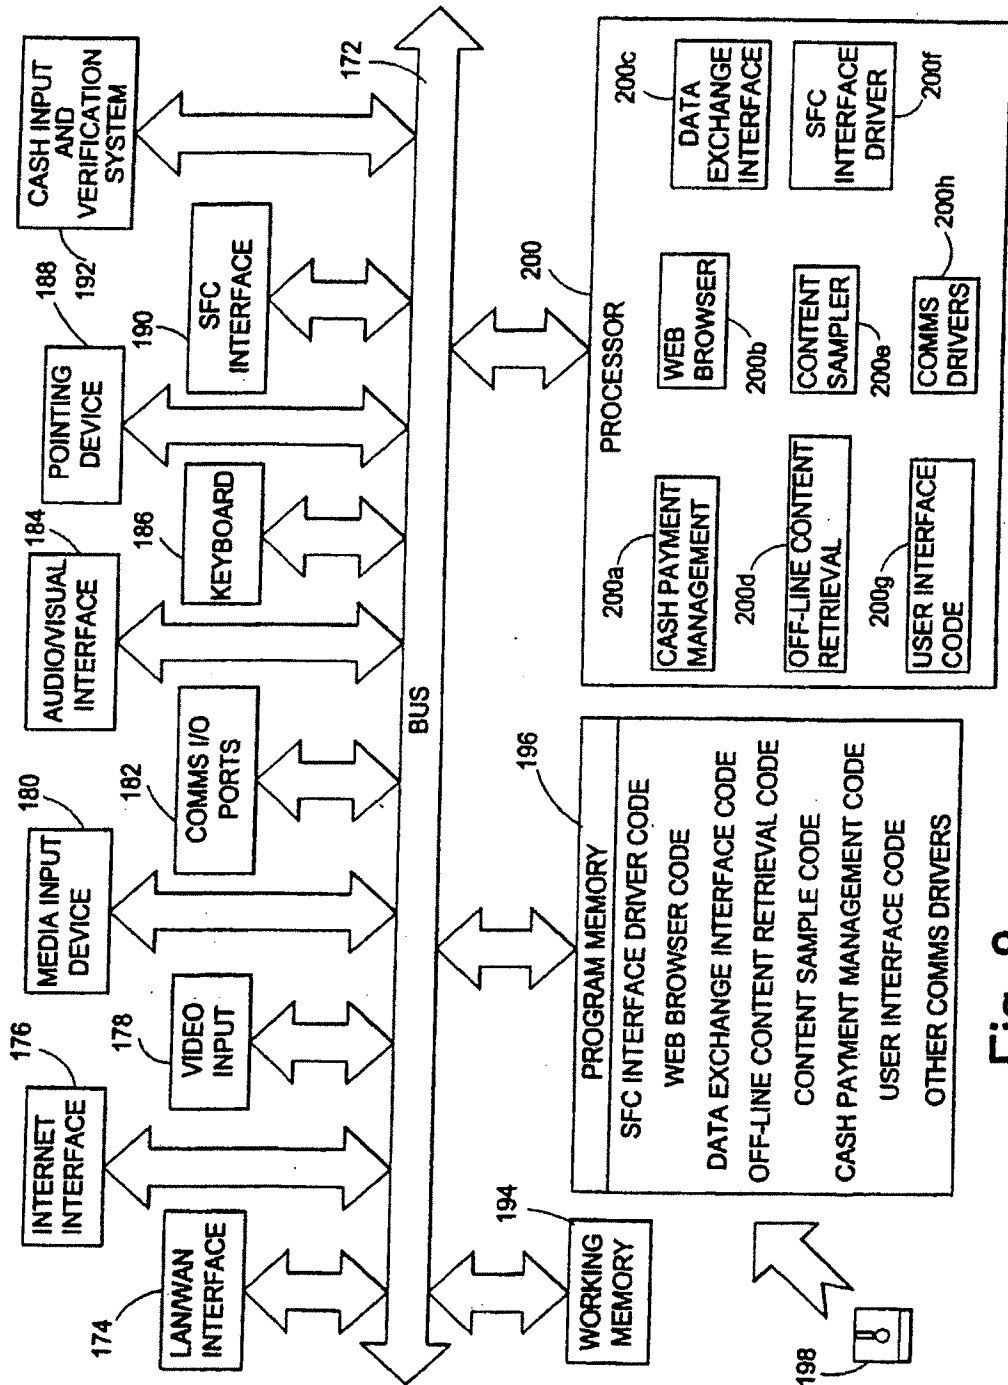 176
INTERNET
INTERFACE
180
MEDIA INPUT
DEVICE
184
AUDIO/VISUAL
INTERFACE
188
POINTING
DEVICE
CASH INPUT
AND
VERIFICATION
SYSTEM
192
174
LAN/WAN
INTERFACE
178
VIDEO
INPUT
182
COMMS I/O
PORTS
186
KEYBOARD
190
SFC
INTERFACE
172
BUS
194
WORKING
MEMORY
198
196
PROGRAM MEMORY
SFC INTERFACE DRIVER CODE
WEB BROWSER CODE
DATA EXCHANGE INTERFACE CODE
OFF-LINE CONTENT RETRIEVAL CODE
CONTENT SAMPLE CODE
CASH PAYMENT MANAGEMENT CODE
USER INTERFACE CODE
OTHER COMMS DRIVERS
200
PROCESSOR
200a
CASH PAYMENT
MANAGEMENT
WEB
BROWSER
200b
200c
DATA
EXCHANGE
INTERFACE
200d
OFF-LINE CONTENT
RETRIEVAL
CONTENT
SAMPLER
200e
SFC
INTERFACE
DRIVER
200f
200g
USER INTERFACE
CODE
COMMS
DRIVERS
200h
Fig.